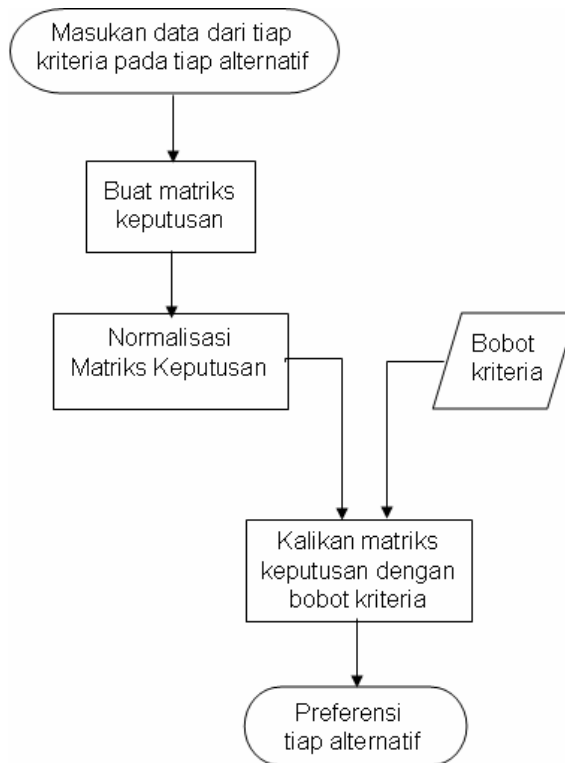 Masukan data dari tiap
kriteria pada tiap alternatif
Buat matriks
keputusan
Normalisasi
Matriks Keputusan
Bobot
kriteria
Kalikan matriks
keputusan dengan
bobot kriteria
Preferensi
tiap alternatif